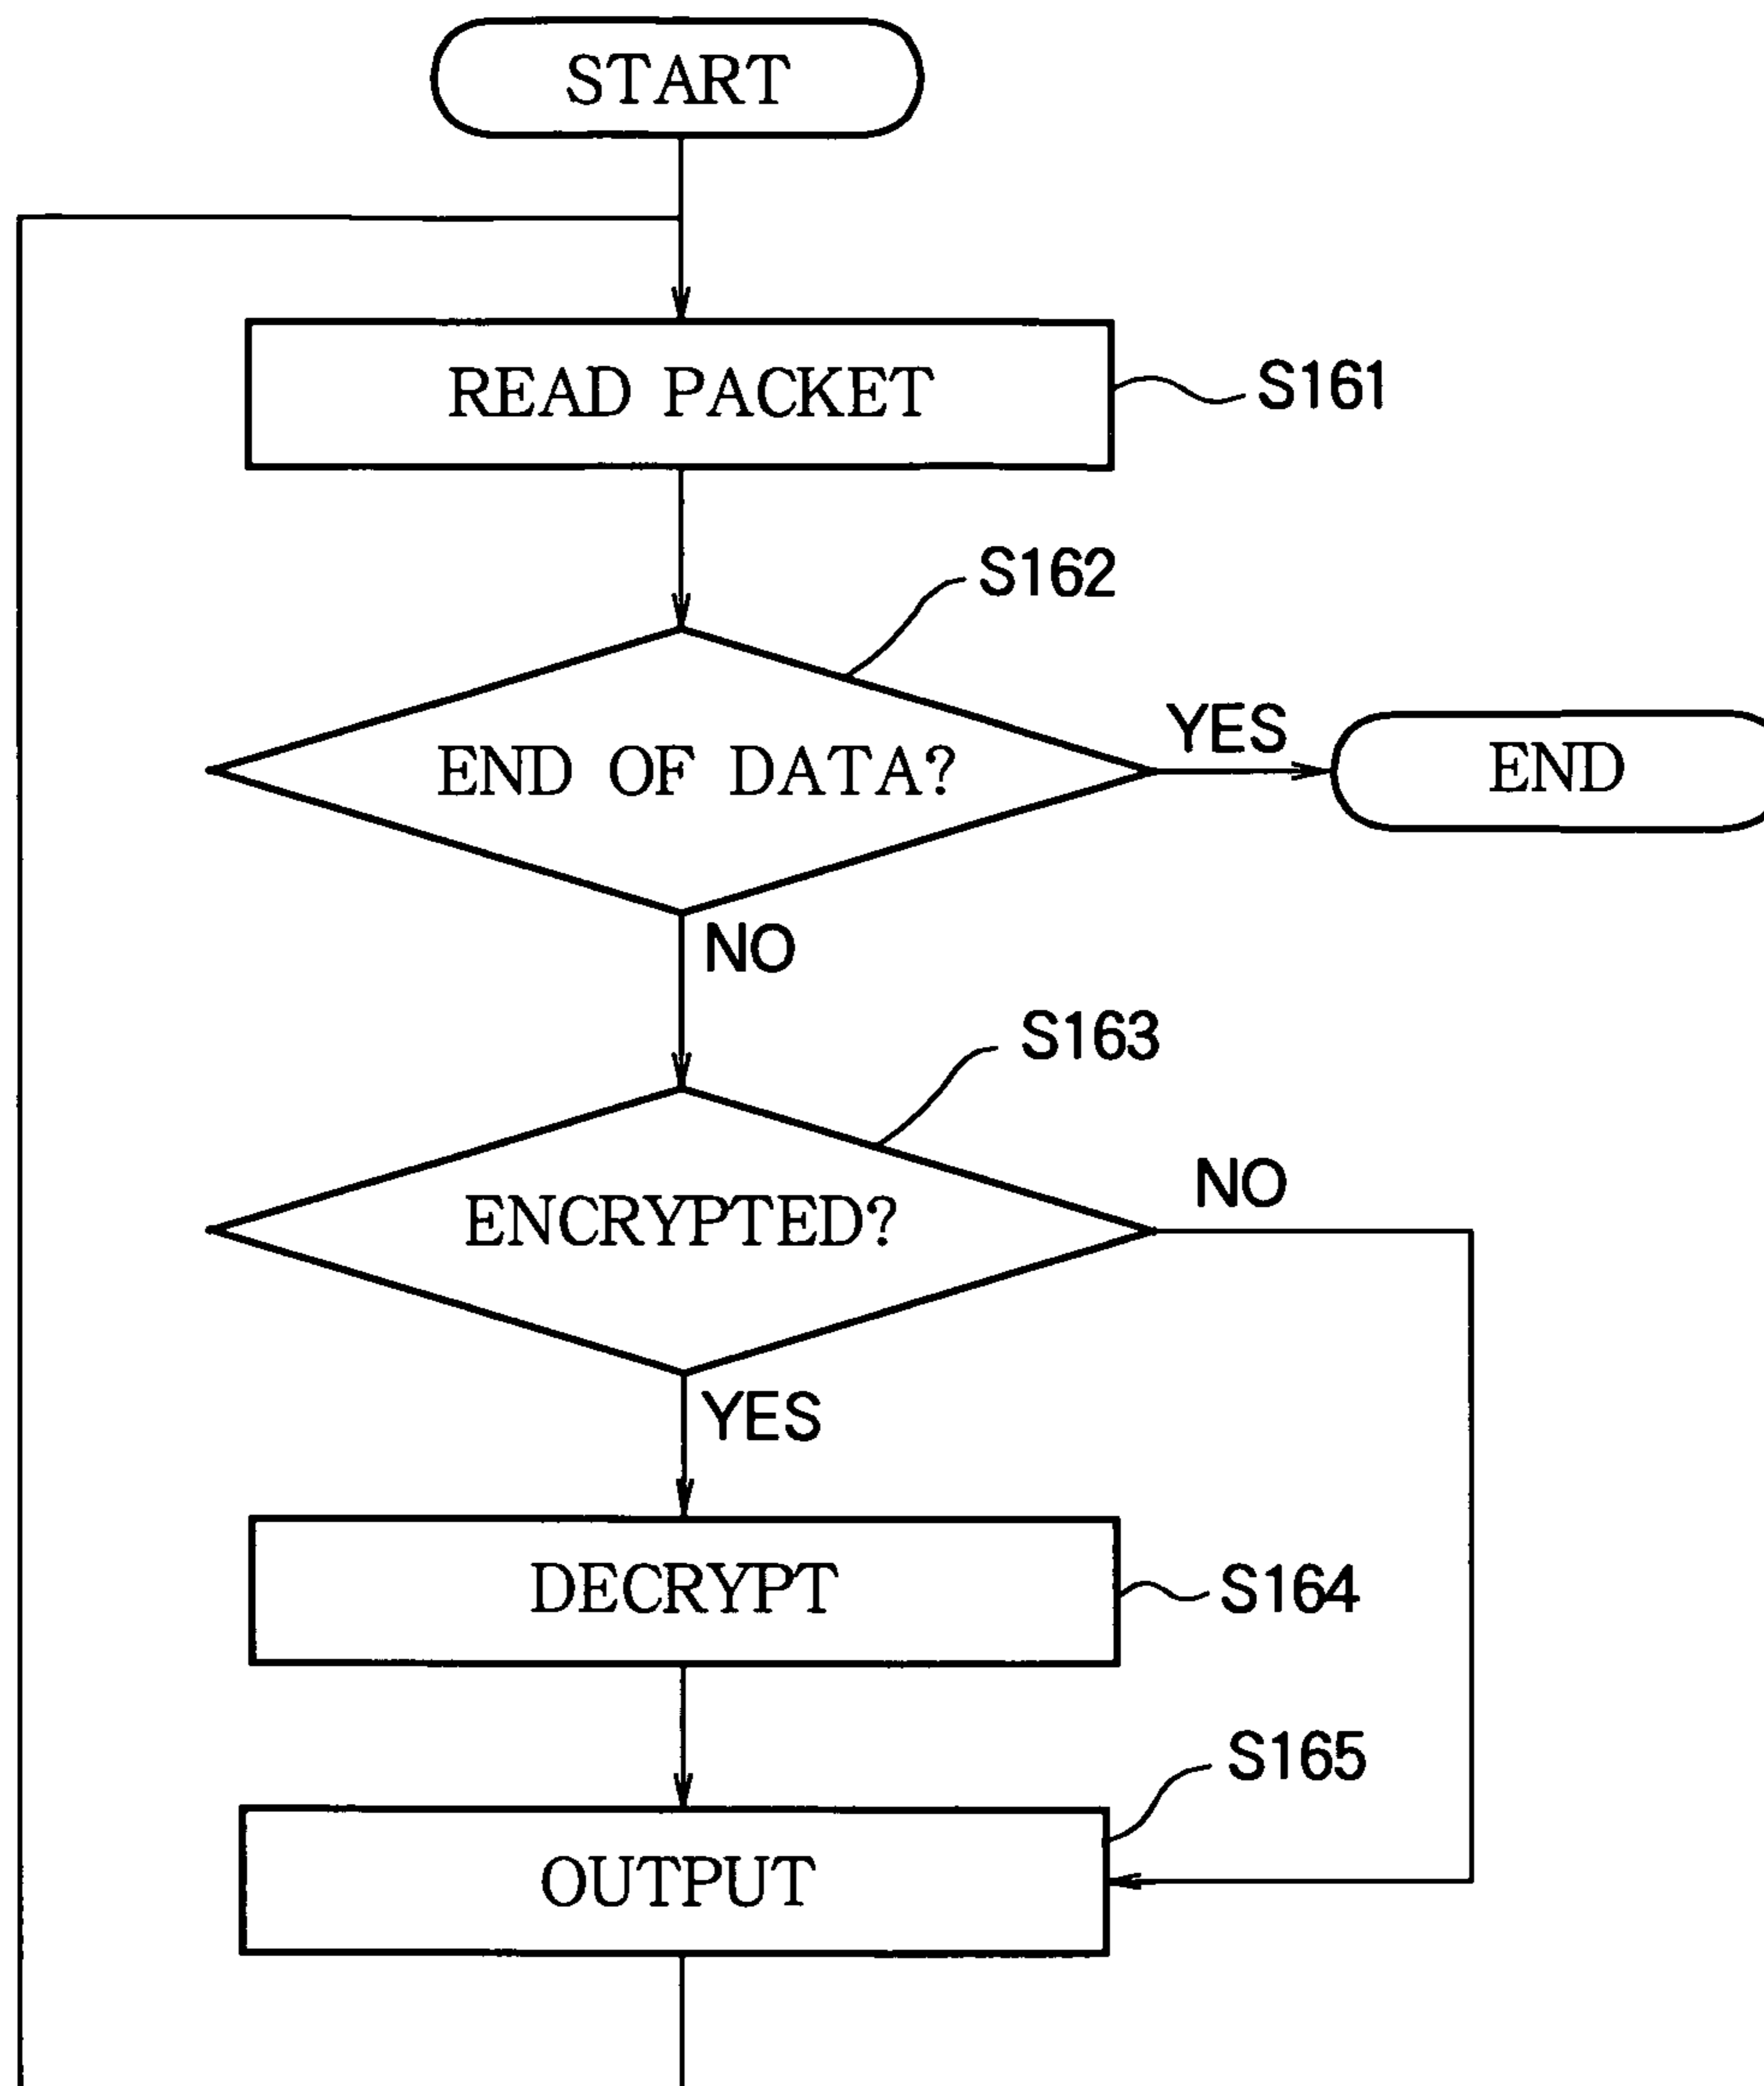 START
READ PACKET
S161
S162
END OF DATA?
YES
END
NO
S163
ENCRYPTED?
NO
YES
DECRYPT
S164
S165
OUTPUT